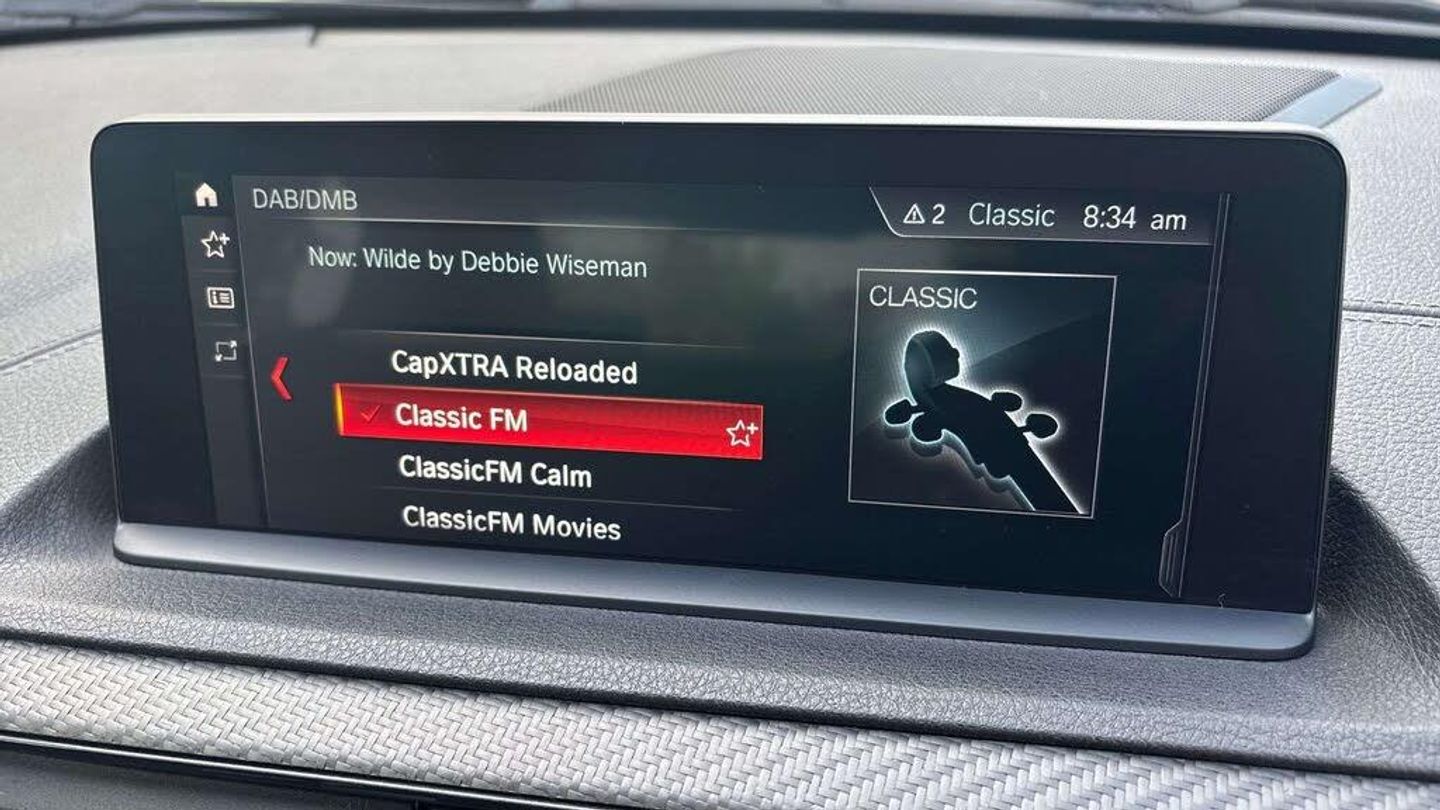 DAB/DMB
2 Classic 8:34 am
Now: Wilde by Debbie Wiseman
CLASSIC
CapXTRA Reloaded
Classic FM
ClassicFM Calm
ClassicFM Movies